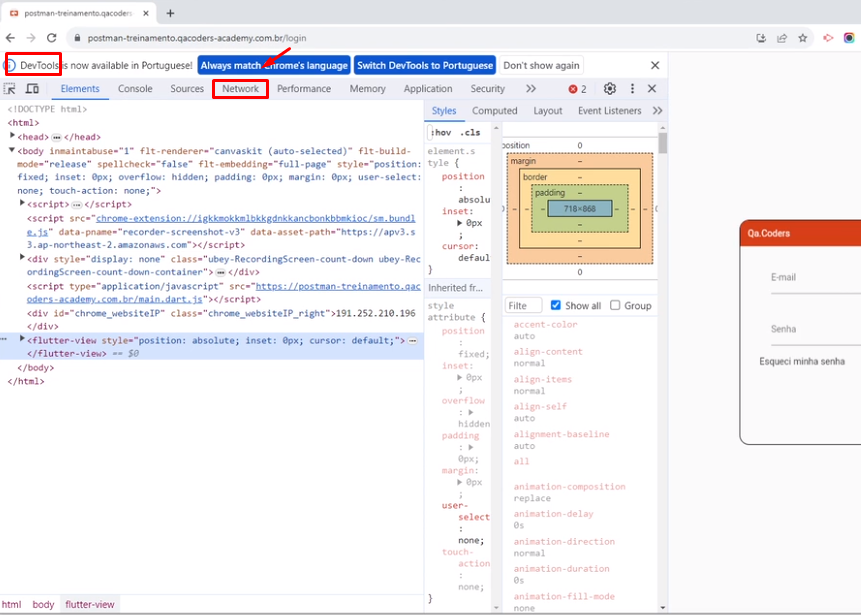 postman-treinamento.qacoders
postman-treinamento.qacoders-academy.com.br/login
DevTools is now available in Portuguese!
Always match Chrome's language
Switch DevTools to Portuguese
Don't show again
Elements
Console
Sources
Network
Performance
Memory
Application
Security
2
<!DOCTYPE html>
<html>
<head> </head>
<body inmaintabuse="1" flt-renderer="canvaskit (auto-selected)" flt-build-
mode="release" spellcheck="false" flt-embedding="full-page" style="position:
fixed; inset: 0px; overflow: hidden; padding: 0px; margin: 0px; user-select:
none; touch-action: none;">
<script> </script>
<script src="chrome-extension://igkkmokkmlbkkgdnkkancbonkbbmkioc/sm.bundl
e.js" data-pname="recorder-screenshot-v3" data-asset-path="https://apv3.s
3.ap-northeast-2.amazonaws.com"></script>
<div style="display: none" class="ubey-RecordingScreen-count-down ubey-Rec
ordingScreen-count-down-container"> </div>
<script type="application/javascript" src="https://postman-treinamento.qac
oders-academy.com.br/main.dart.js"></script>
<div id="chrome_websiteIP" class="chrome_websiteIP_right">191.252.210.196
</div>
<flutter-view style="position: absolute; inset: 0px; cursor: default;">
</flutter-view> == $0
</body>
</html>
html
body
flutter-view
Styles
Computed
Layout
Event Listeners
:hov .cls
element.s
tyle {
position
:
absolu
inset:
0px
;
cursor:
defaul
}
Inherited fr...
style
attribute {
position
:
fixed;
inset:
0px
;
overflow
:
hidden
padding
:
0px;
margin:
0px
;
user-
select
:
none;
touch-
action
:
none;
}
position
0
margin
–
border
–
padding
–
718×868
–
–
–
0
Filte
Show all
Group
accent-color
auto
align-content
normal
align-items
normal
align-self
auto
alignment-baseline
auto
all
animation-composition
replace
animation-delay
0s
animation-direction
normal
animation-duration
0s
animation-fill-mode
none
Qa.Coders
E-mail
Senha
Esqueci minha senha